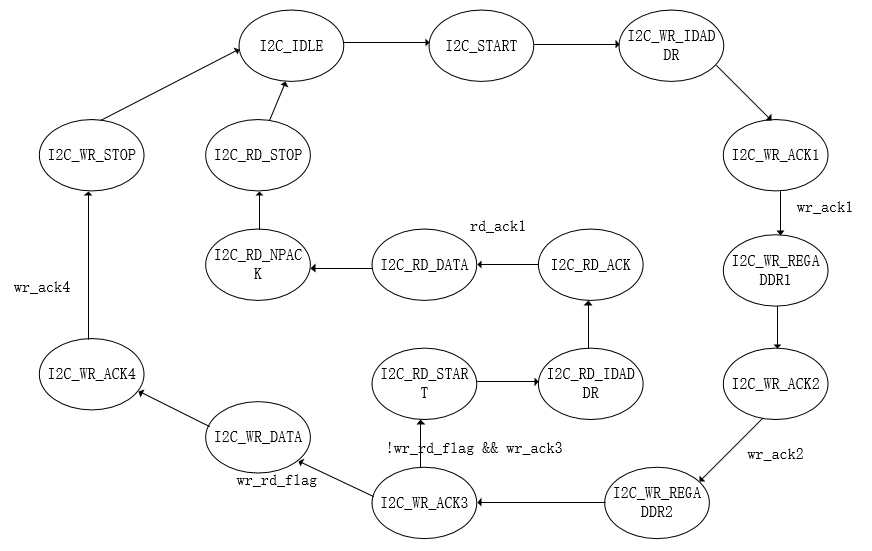 I2C_IDLE
I2C_START
I2C_WR_IDAD
DR
I2C_WR_STOP
I2C_RD_STOP
I2C_WR_ACK1
wr_ack1
rd_ack1
I2C_RD_NPAC
K
I2C_RD_DATA
I2C_RD_ACK
I2C_WR_REGA
DDR1
wr_ack4
I2C_WR_ACK4
I2C_RD_STAR
T
I2C_RD_IDAD
DR
I2C_WR_ACK2
I2C_WR_DATA
!wr_rd_flag && wr_ack3
wr_ack2
wr_rd_flag
I2C_WR_ACK3
I2C_WR_REGA
DDR2